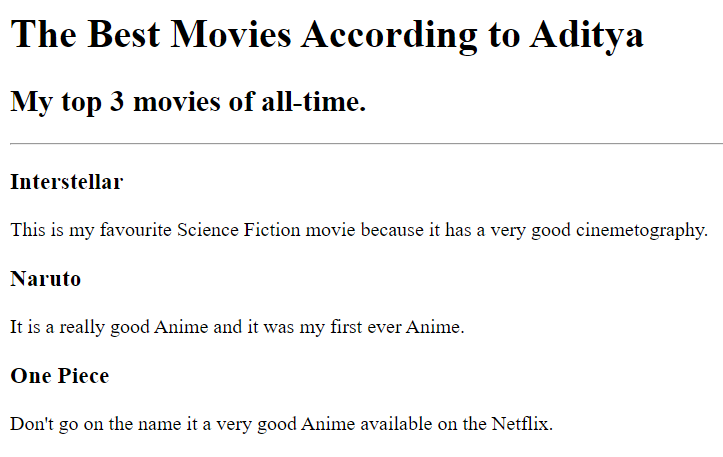 The Best Movies According to Aditya
My top 3 movies of all-time.
Interstellar
This is my favourite Science Fiction movie because it has a very good cinemetography.
Naruto
It is a really good Anime and it was my first ever Anime.
One Piece
Don't go on the name it a very good Anime available on the Netflix.